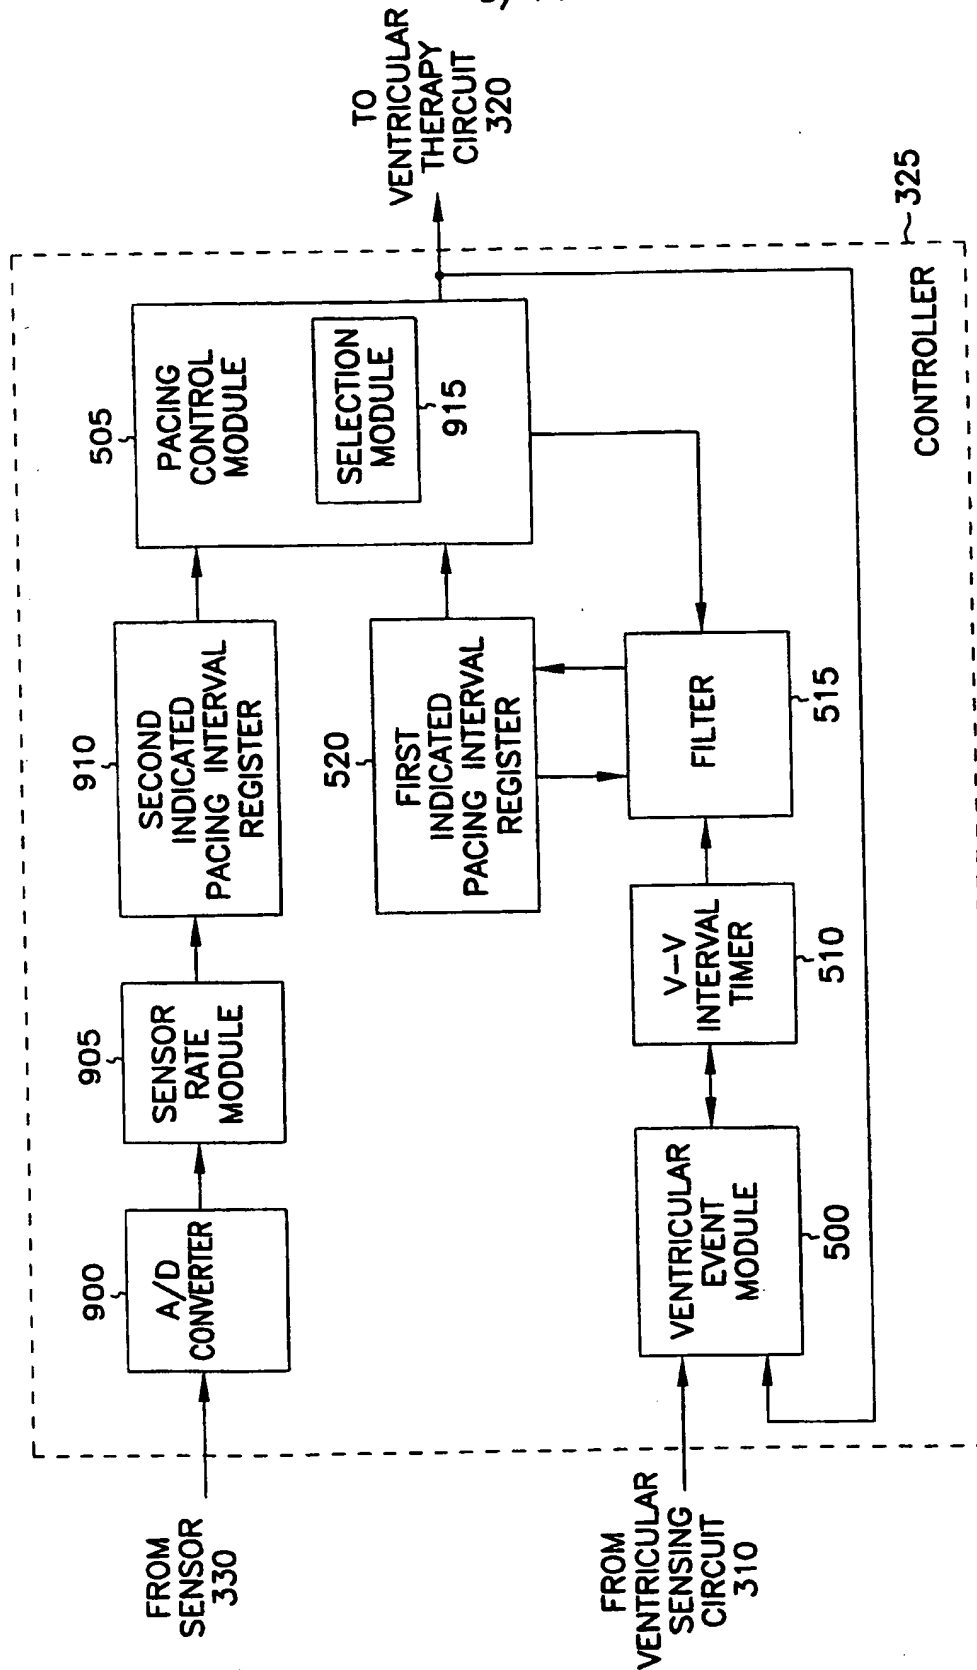 FROM
SENSOR
330
900
A/D
CONVERTER
905
SENSOR
RATE
MODULE
910
SECOND
INDICATED
PACING INTERVAL
REGISTER
505
PACING
CONTROL
MODULE
SELECTION
MODULE
915
TO
VENTRICULAR
THERAPY
CIRCUIT
320
520
FIRST
INDICATED
PACING INTERVAL
REGISTER
FROM
VENTRICULAR
SENSING
CIRCUIT
310
VENTRICULAR
EVENT
MODULE
500
V-V
INTERVAL
TIMER
510
FILTER
515
CONTROLLER
325